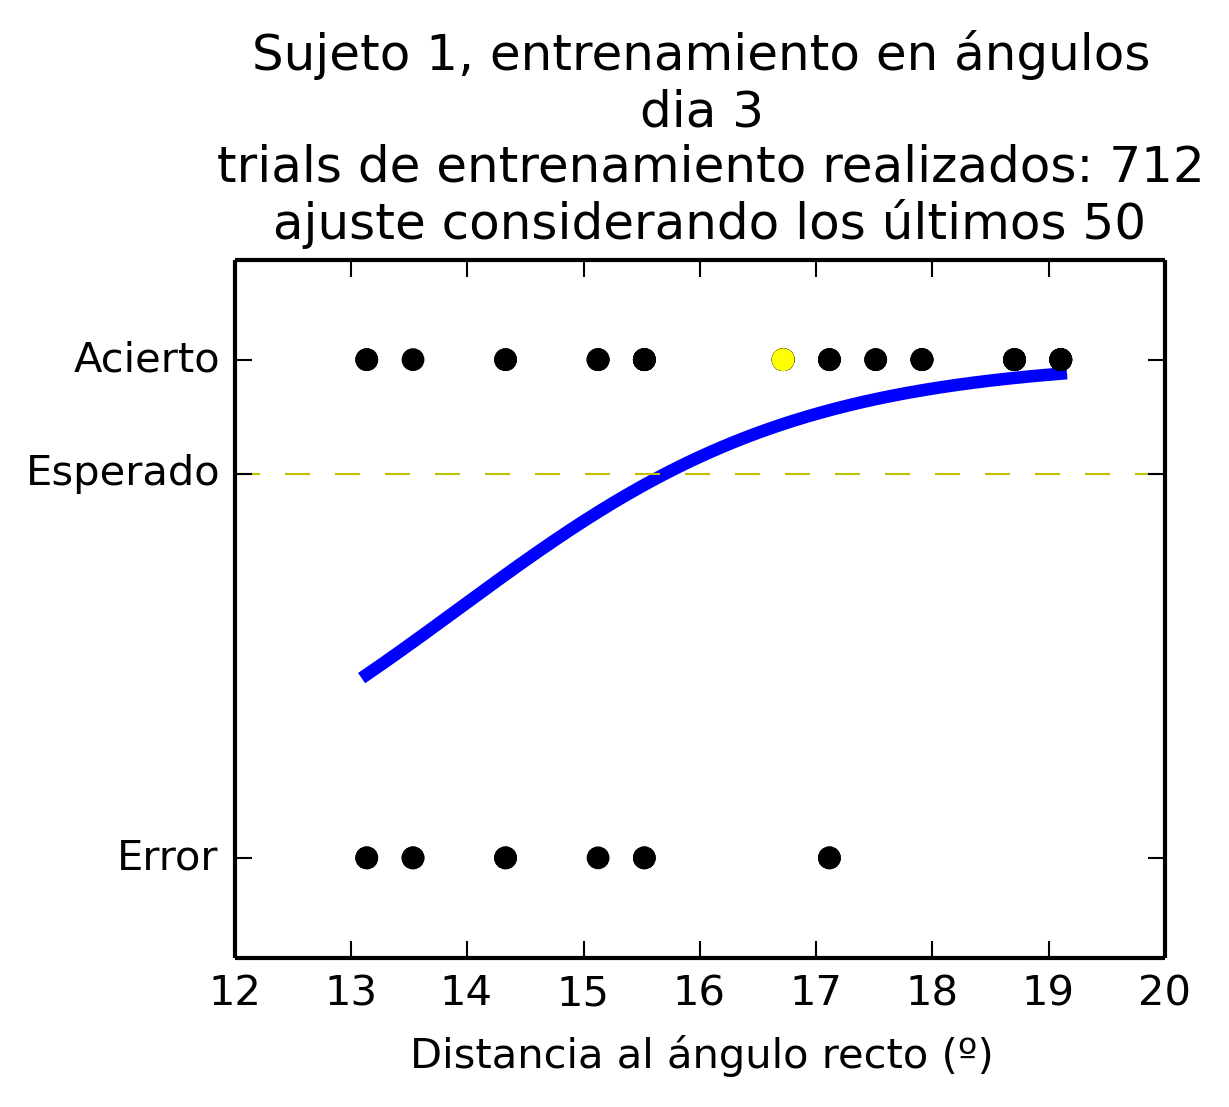 Sujeto 1, entrenamiento en ángulos
dia 3
trials de entrenamiento realizados: 712
ajuste considerando los últimos 50
Acierto
Esperado
Error
12 13 14 15 16 17 18 19 20
Distancia al ángulo recto (º)